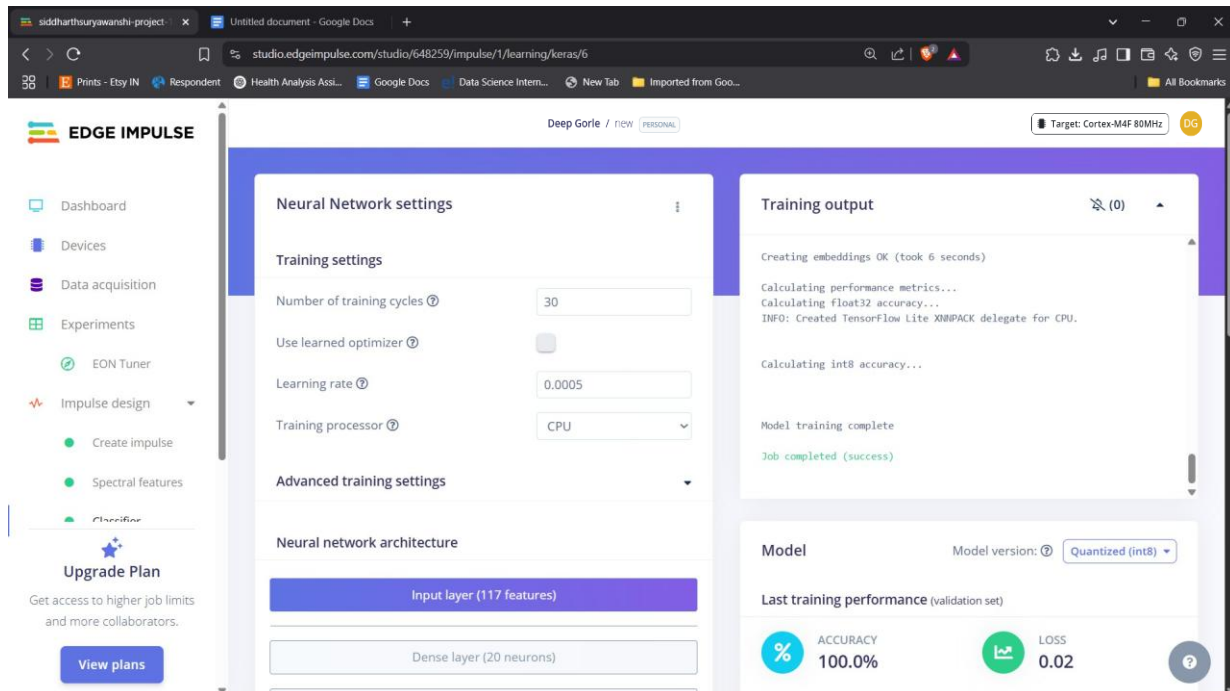 siddharthsuryawanshi-project-1
Untitled document - Google Docs
studio.edgeimpulse.com/studio/648259/impulse/1/learning/keras/6
Prints - Etsy IN
Respondent
Health Analysis Assi...
Google Docs
Data Science Intern...
New Tab
Imported from Goo...
All Bookmarks
EDGE IMPULSE
Deep Gorle / new PERSONAL
Target: Cortex-M4F 80MHz
DG
Dashboard
Devices
Data acquisition
Experiments
EON Tuner
Impulse design
Create impulse
Spectral features
Classifier
Upgrade Plan
Get access to higher job limits
and more collaborators.
View plans
Neural Network settings
Training settings
Number of training cycles ?
30
Use learned optimizer ?
Learning rate ?
0.0005
Training processor ?
CPU
Advanced training settings
Neural network architecture
Input layer (117 features)
Dense layer (20 neurons)
Training output
(0)
Creating embeddings OK (took 6 seconds)
Calculating performance metrics...
Calculating float32 accuracy...
INFO: Created TensorFlow Lite XNNPACK delegate for CPU.
Calculating int8 accuracy...
Model training complete
Job completed (success)
Model
Model version: ?
Quantized (int8)
Last training performance (validation set)
%
ACCURACY
100.0%
LOSS
0.02
?